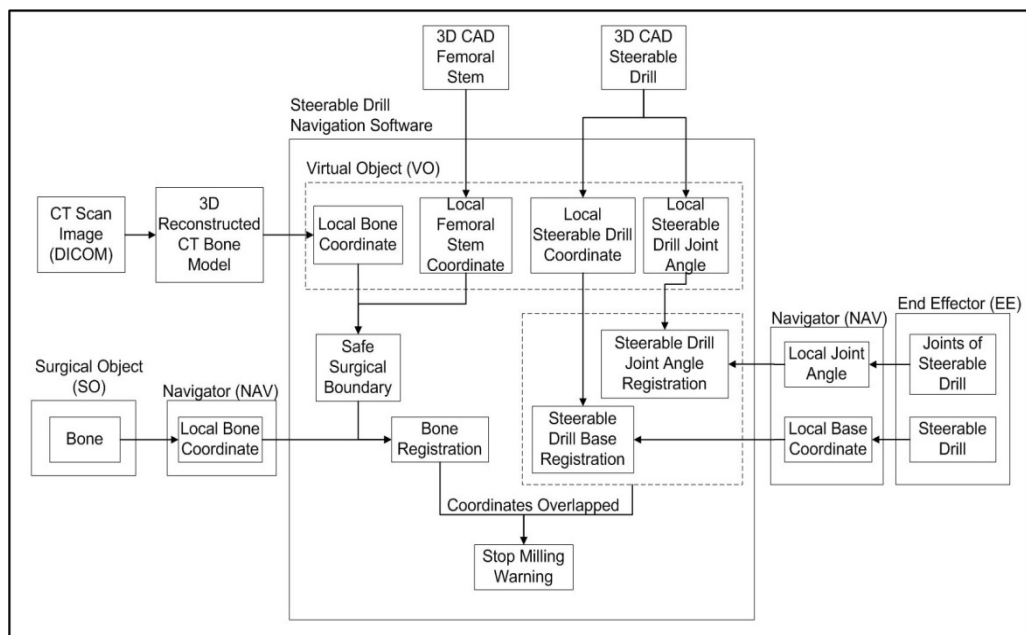 3D CAD
Femoral
Stem
3D CAD
Steerable
Drill
Steerable Drill
Navigation Software
Virtual Object (VO)
CT Scan
Image
(DICOM)
3D
Reconstructed
CT Bone
Model
Local Bone
Coordinate
Local
Femoral
Stem
Coordinate
Local
Steerable Drill
Coordinate
Local
Steerable
Drill Joint
Angle
Safe
Surgical
Boundary
Steerable Drill
Joint Angle
Registration
Navigator (NAV)
Local Joint
Angle
End Effector (EE)
Joints of
Steerable
Drill
Surgical Object
(SO)
Bone
Navigator (NAV)
Local Bone
Coordinate
Bone
Registration
Steerable
Drill Base
Registration
Local Base
Coordinate
Steerable
Drill
Coordinates Overlapped
Stop Milling
Warning